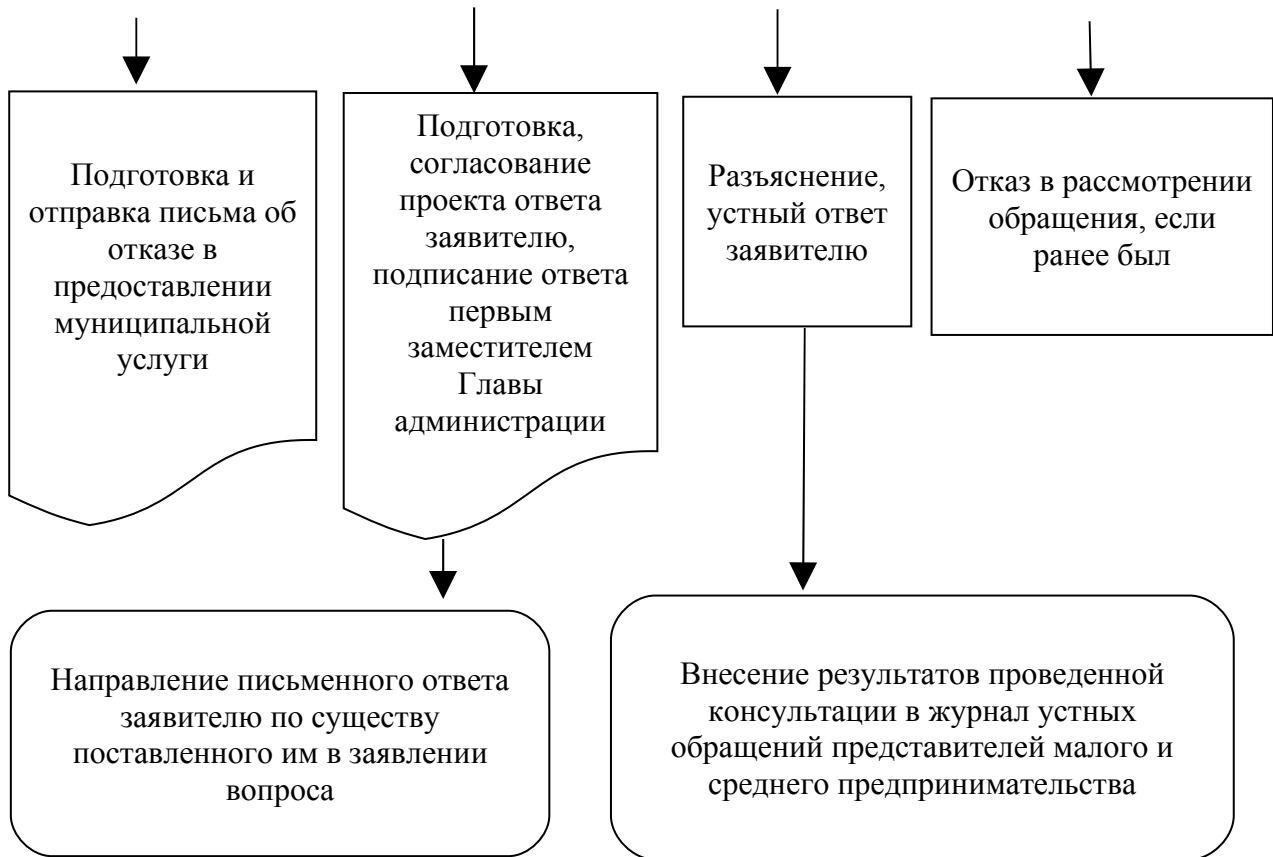 Подготовка и
отправка письма об
отказе в
предоставлении
муниципальной
услуги
Подготовка,
согласование
проекта ответа
заявителю,
подписание ответа
первым
заместителем
Главы
администрации
Разъяснение,
устный ответ
заявителю
Отказ в рассмотрении
обращения, если
ранее был
Направление письменного ответа
заявителю по существу
поставленного им в заявлении
вопроса
Внесение результатов проведенной
консультации в журнал устных
обращений представителей малого и
среднего предпринимательства